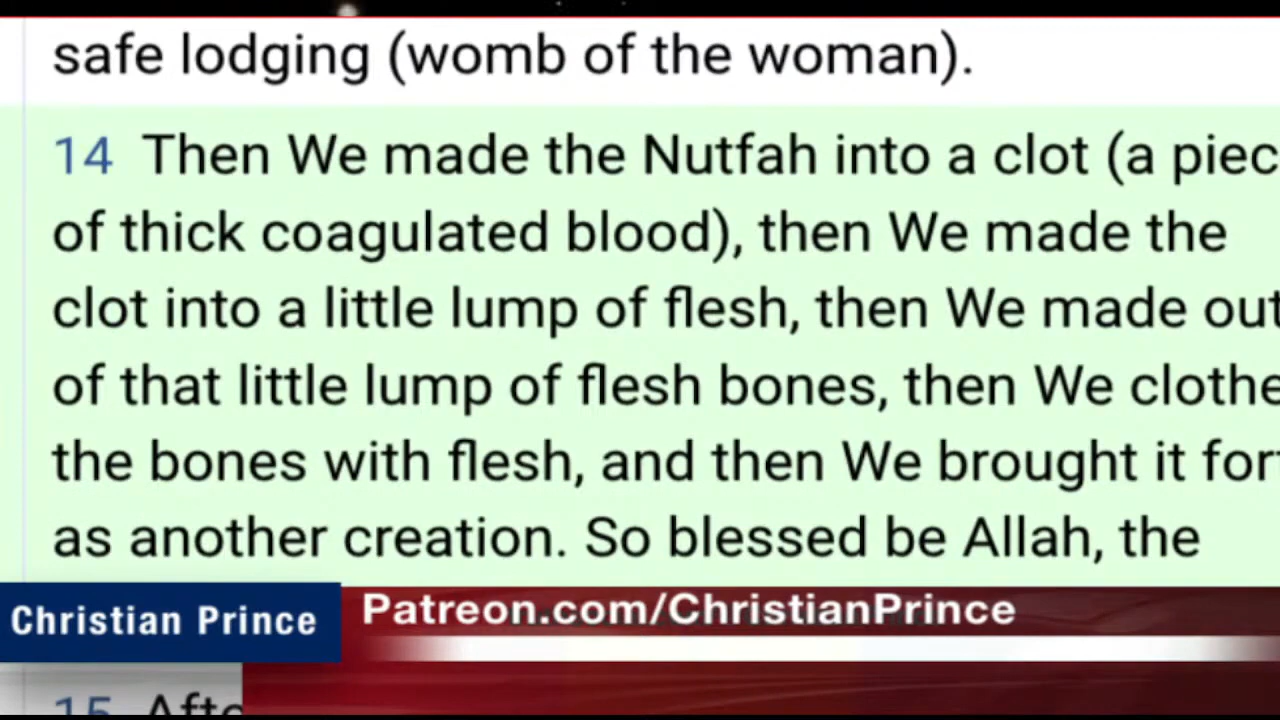 safe lodging (womb of the woman).
14 Then We made the Nutfah into a clot (a piec
of thick coagulated blood), then We made the
clot into a little lump of flesh, then We made out
of that little lump of flesh bones, then We clothe
the bones with flesh, and then We brought it for
as another creation. So blessed be Allah, the
Christian Prince
Patreon.com/ChristianPrince
15